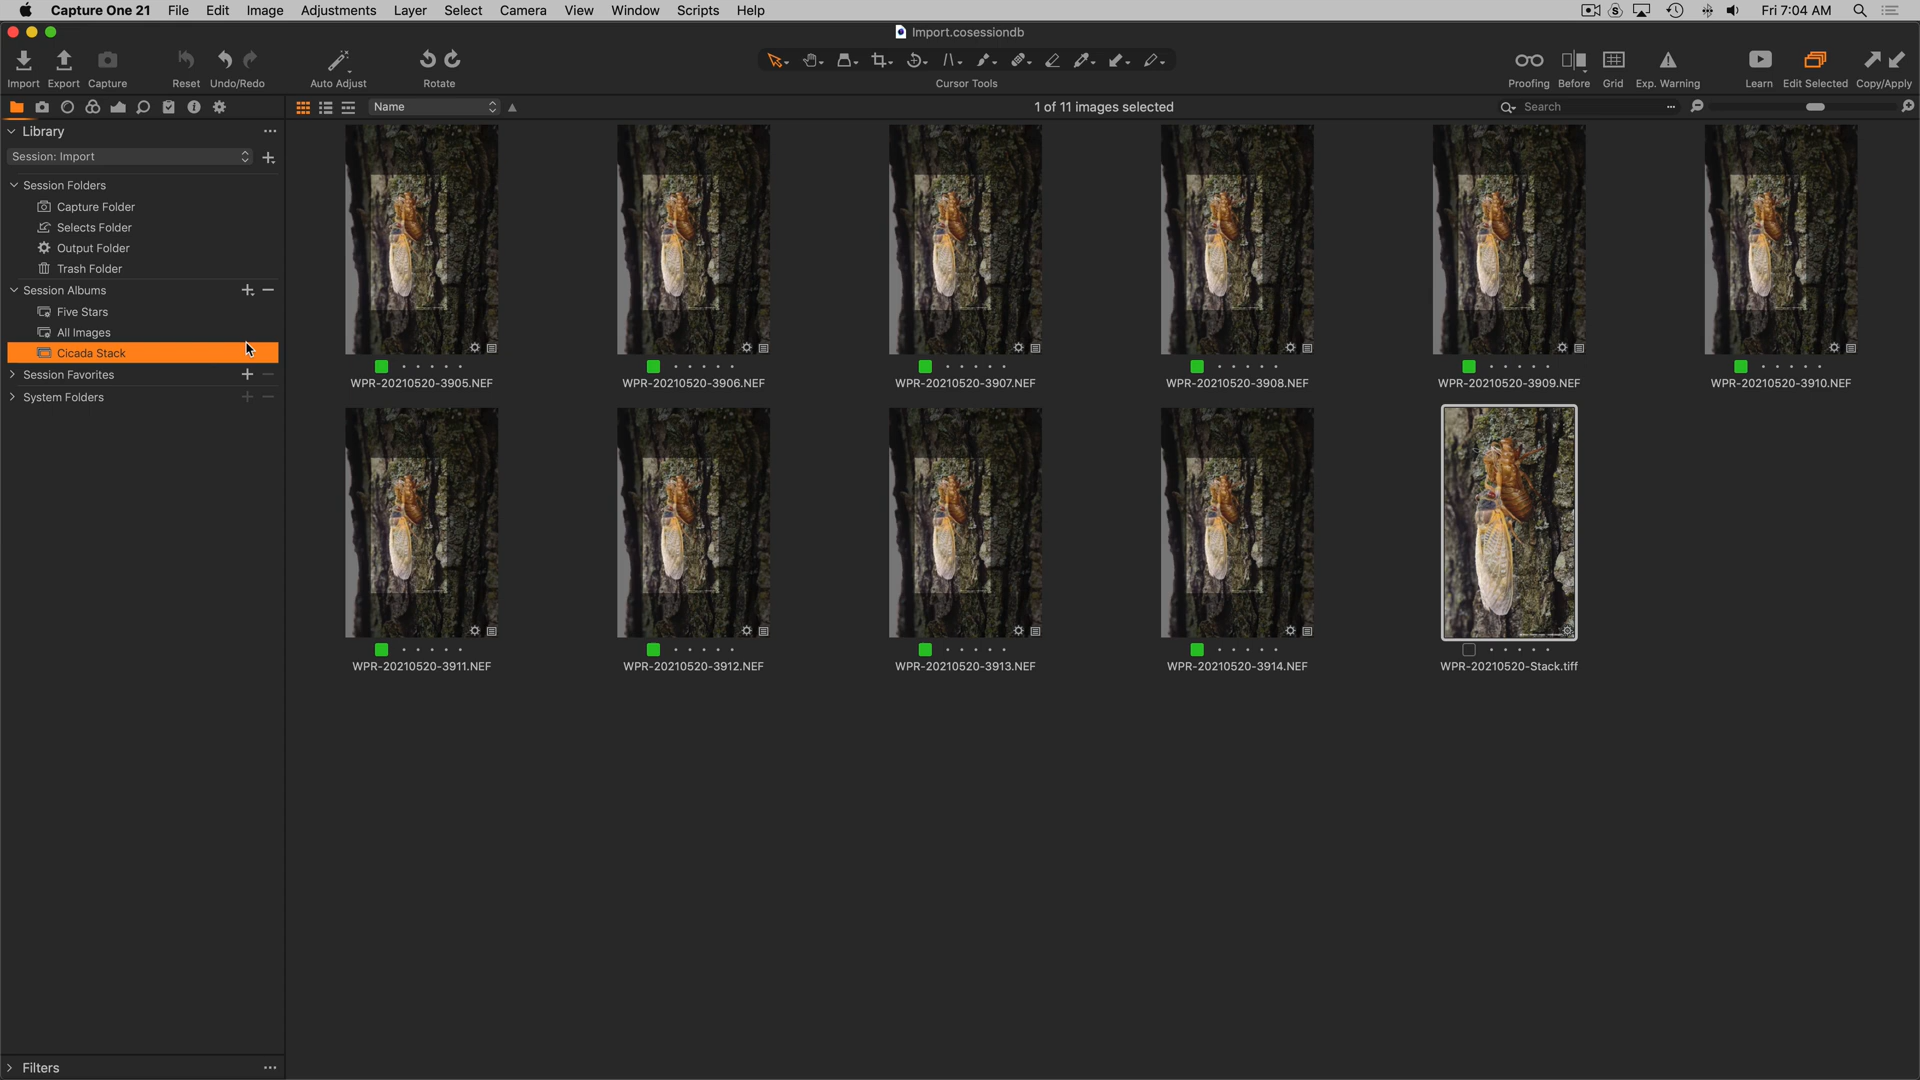 Capture One 21 File Edit Image Adjustments Layer Select Camera View Window Scripts Help Fri 7:04 AM
Import.cosessiondb
Import Export Capture Reset Undo/Redo Auto Adjust Rotate Cursor Tools Proofing Before Grid Exp. Warning Learn Edit Selected Copy/Apply
Name 1 of 11 images selected Search
Library
Session: Import
Session Folders
Capture Folder
Selects Folder
Output Folder
Trash Folder
Session Albums
Five Stars
All Images
Cicada Stack
Session Favorites
System Folders
WPR-20210520-3905.NEF WPR-20210520-3906.NEF WPR-20210520-3907.NEF WPR-20210520-3908.NEF WPR-20210520-3909.NEF WPR-20210520-3910.NEF
WPR-20210520-3911.NEF WPR-20210520-3912.NEF WPR-20210520-3913.NEF WPR-20210520-3914.NEF WPR-20210520-Stack.tiff
Filters